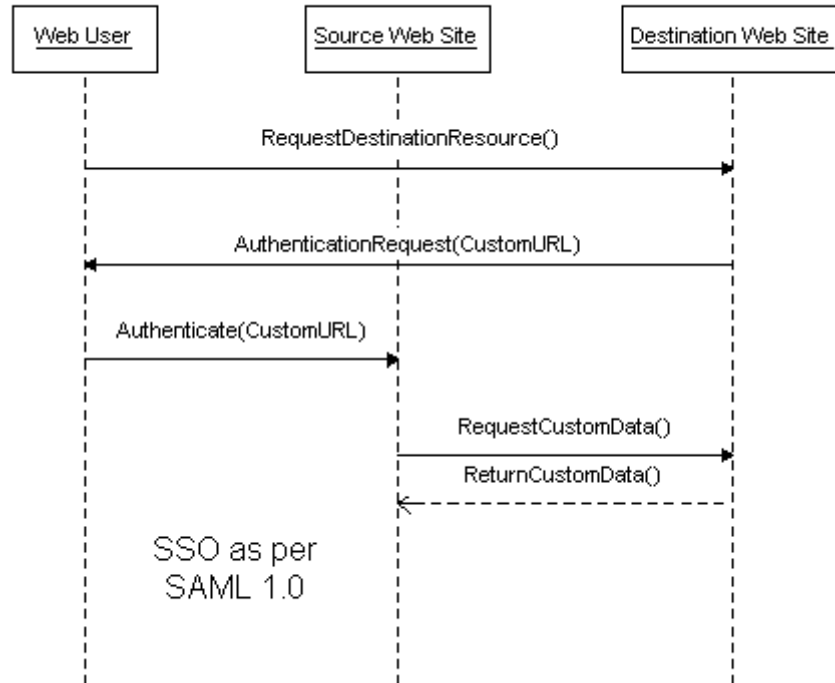 Web User
Source Web Site
Destination Web Site
RequestDestinationResource()
AuthenticationRequest(CustomURL)
Authenticate(CustomURL)
RequestCustomData()
ReturnCustomData()
SSO as per
SAML 1.0